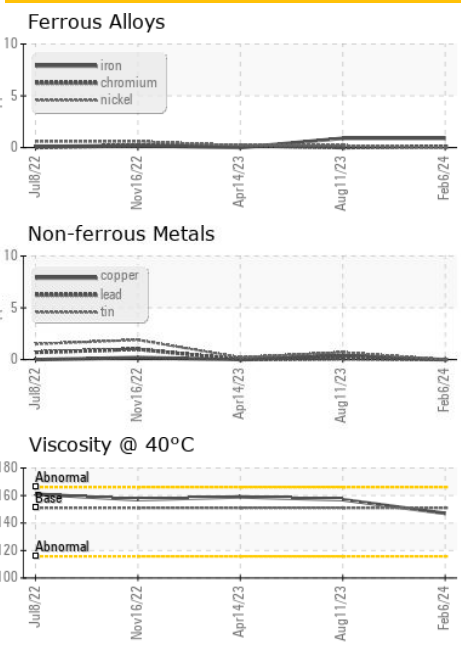 Ferrous Alloys
10
iron
chromium
5
nickel
0
Jul8/22
Nov16/22
Apr14/23
Aug11/23
Feb6/24
Non-ferrous Metals
10
copper
lead
5
tin
0
Jul8/22
Nov16/22
Apr14/23
Aug11/23
Feb6/24
Viscosity @ 40°C
180
Abnormal
160
Base
140
120
Abnormal
100
Jul8/22
Nov16/22
Apr14/23
Aug11/23
Feb6/24